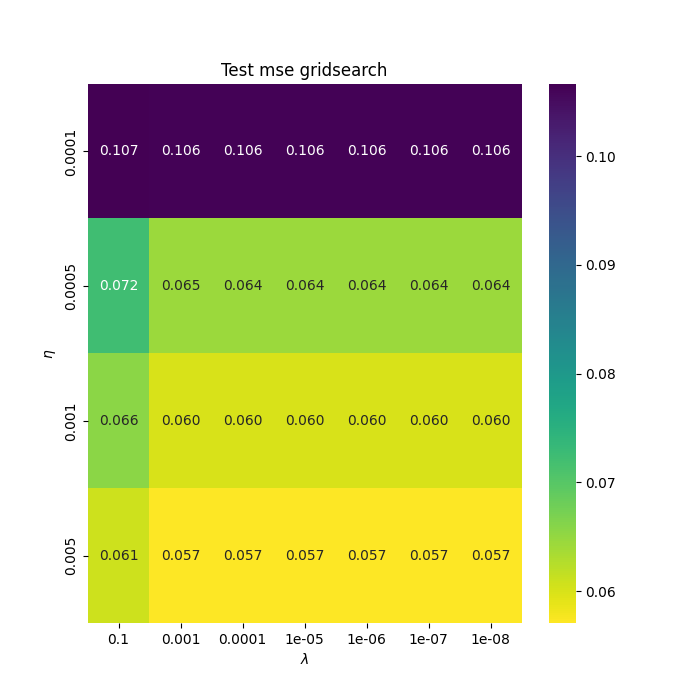 Test mse gridsearch
0.0001 0.107 0.106 0.106 0.106 0.106 0.106 0.106
0.0005 0.072 0.065 0.064 0.064 0.064 0.064 0.064
0.001 0.066 0.060 0.060 0.060 0.060 0.060 0.060
0.005 0.061 0.057 0.057 0.057 0.057 0.057 0.057
η
0.1 0.001 0.0001 1e-05 1e-06 1e-07 1e-08
λ
0.10
0.09
0.08
0.07
0.06